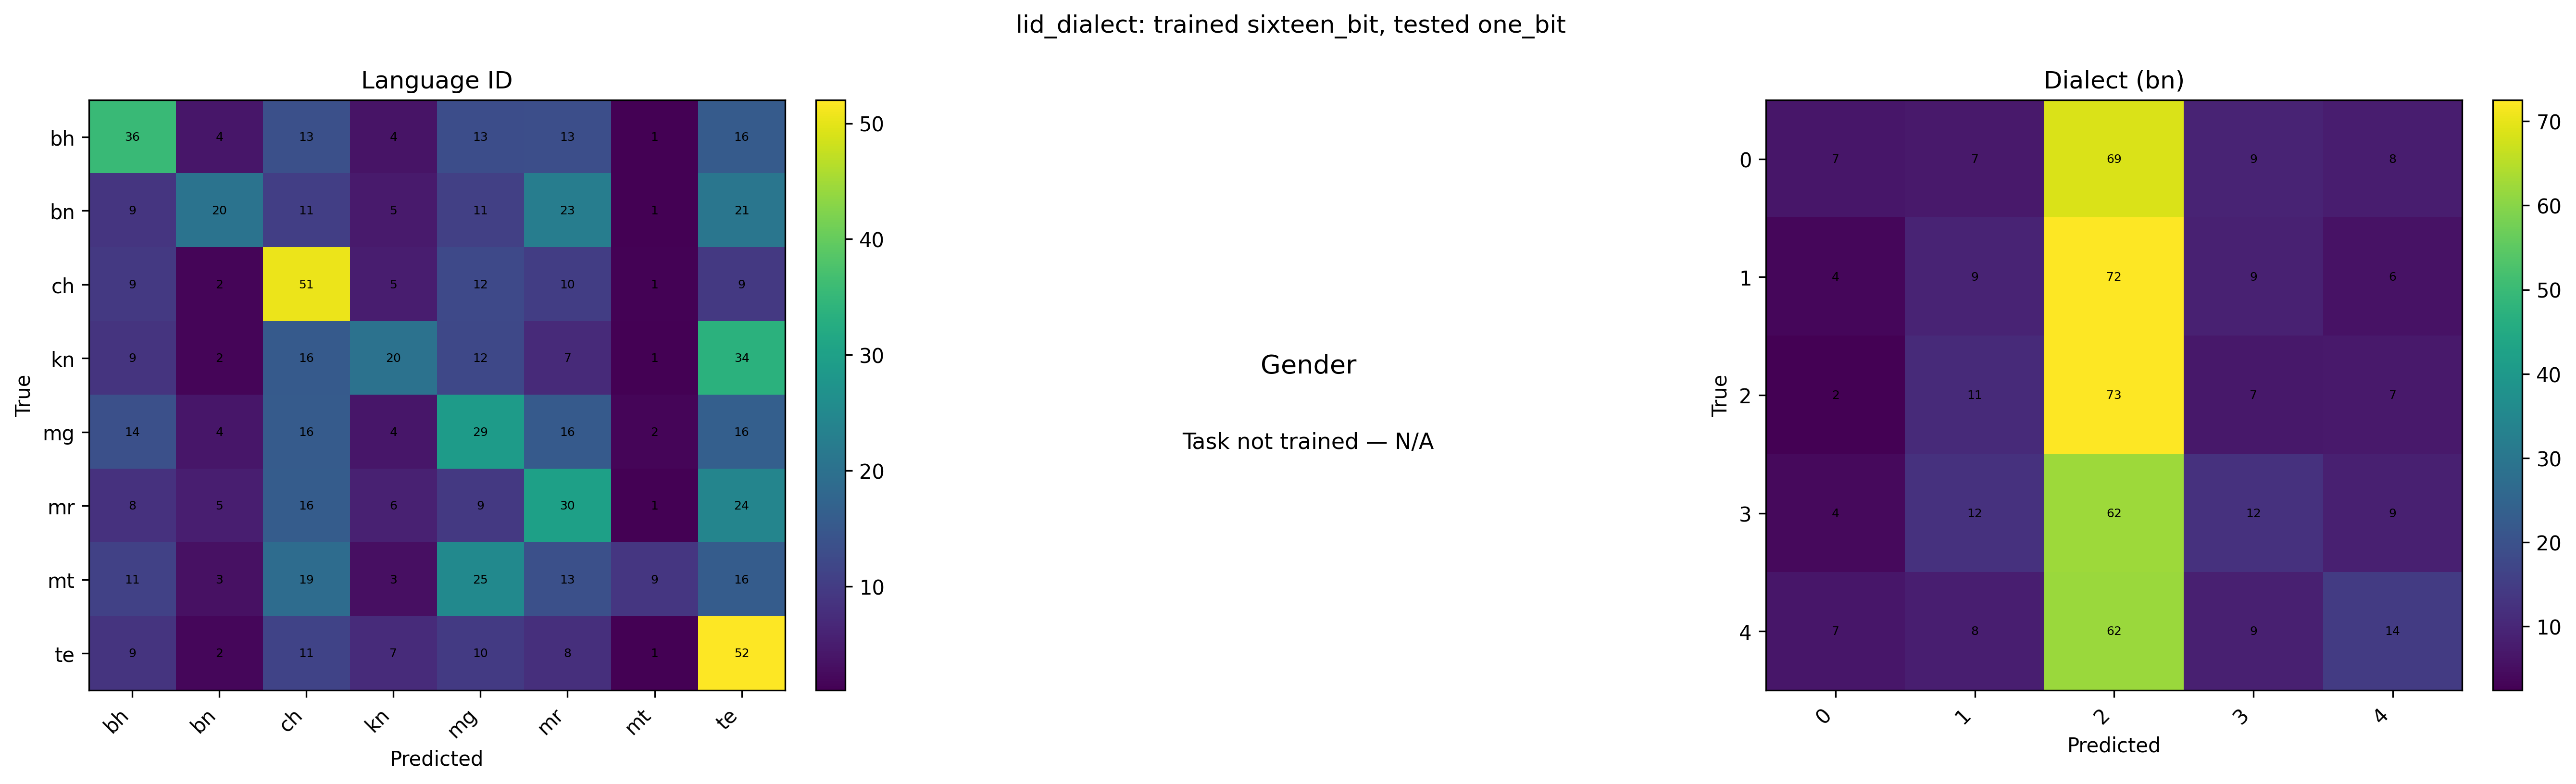 lid_dialect: trained sixteen_bit, tested one_bit
Language ID
True
bh 36 4 13 4 13 13 1 16
bn 9 20 11 5 11 23 1 21
ch 9 2 51 5 12 10 1 9
kn 9 2 16 20 12 7 1 34
mg 14 4 16 4 29 16 2 16
mr 8 5 16 6 9 30 1 24
mt 11 3 19 3 25 13 9 16
te 9 2 11 7 10 8 1 52
bh bn ch kn mg mr mt te
Predicted
50
40
30
20
10
Gender
Task not trained — N/A
Dialect (bn)
True
0 7 7 69 9 8
1 4 9 72 9 6
2 2 11 73 7 7
3 4 12 62 12 9
4 7 8 62 9 14
0 1 2 3 4
Predicted
70
60
50
40
30
20
10